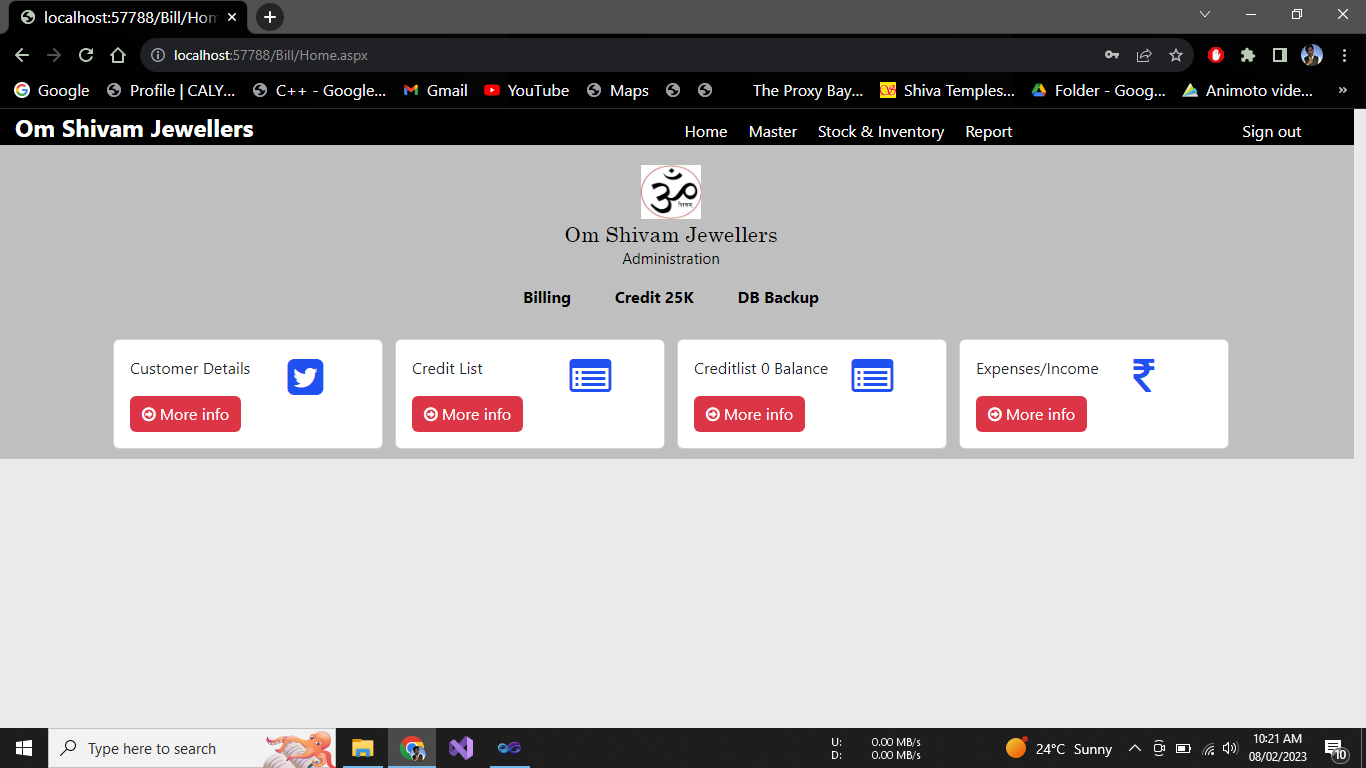 localhost:57788/Bill/Hom
localhost:57788/Bill/Home.aspx
Google Profile | CALY... C++ - Google... Gmail YouTube Maps The Proxy Bay... Shiva Temples... Folder - Goog... Animoto vide... »
Om Shivam Jewellers Home Master Stock & Inventory Report Sign out
ॐ
शिवम
Om Shivam Jewellers
Administration
Billing Credit 25K DB Backup
Customer Details Credit List Creditlist 0 Balance Expenses/Income ₹
More info More info More info More info
Type here to search
U: 0.00 MB/s
D: 0.00 MB/s
24°C Sunny
10:21 AM
08/02/2023
10